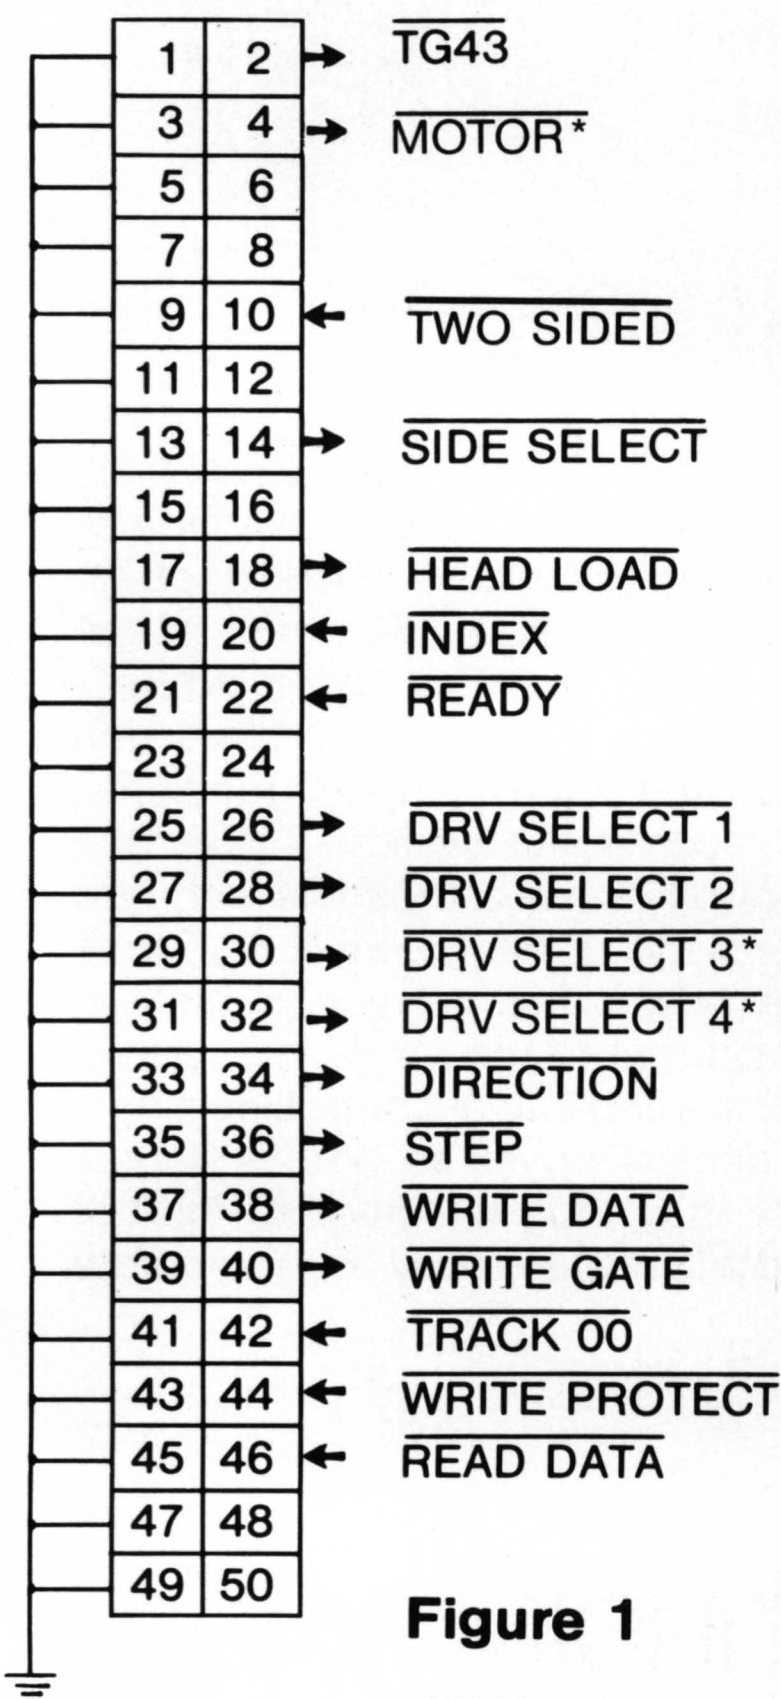 1 2 TG43
3 4 MOTOR*
5 6
7 8
9 10 TWO SIDED
11 12
13 14 SIDE SELECT
15 16
17 18 HEAD LOAD
19 20 INDEX
21 22 READY
23 24
25 26 DRV SELECT 1
27 28 DRV SELECT 2
29 30 DRV SELECT 3*
31 32 DRV SELECT 4*
33 34 DIRECTION
35 36 STEP
37 38 WRITE DATA
39 40 WRITE GATE
41 42 TRACK 00
43 44 WRITE PROTECT
45 46 READ DATA
47 48
49 50
Figure 1